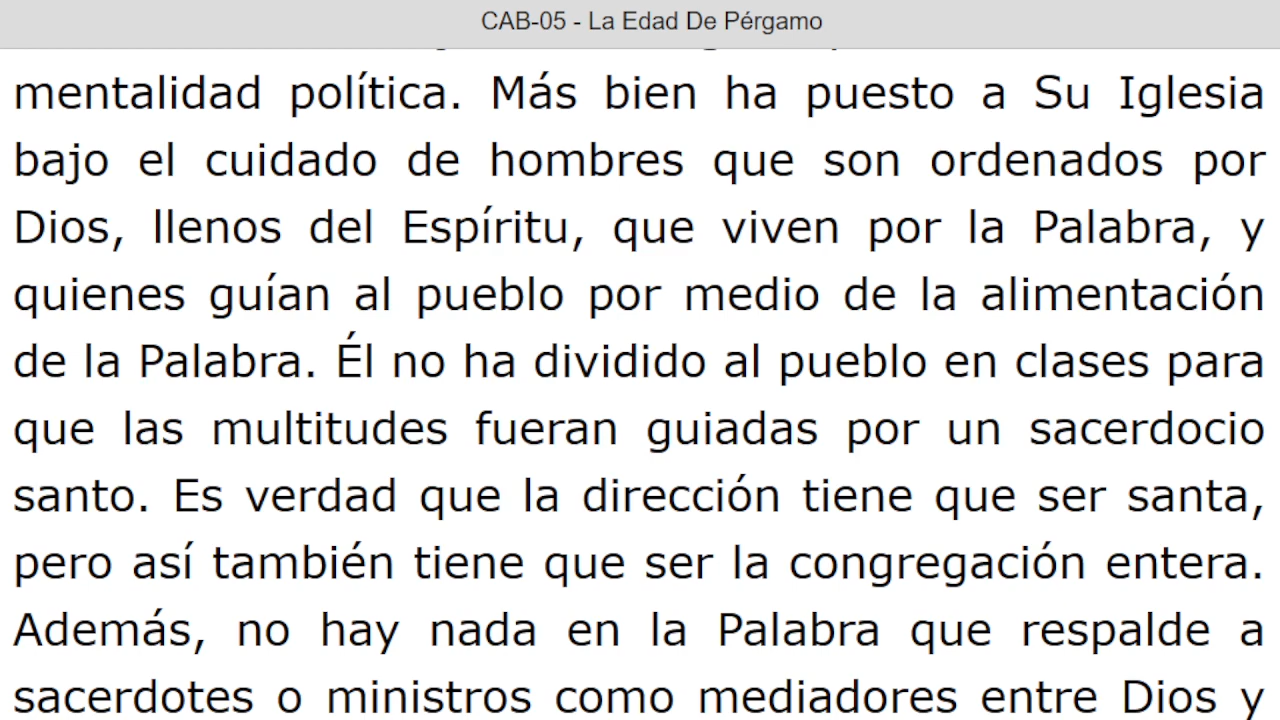 CAB-05 - La Edad De Pérgamo
mentalidad política. Más bien ha puesto a Su Iglesia
bajo el cuidado de hombres que son ordenados por
Dios, llenos del Espíritu, que viven por la Palabra, y
quienes guían al pueblo por medio de la alimentación
de la Palabra. Él no ha dividido al pueblo en clases para
que las multitudes fueran guiadas por un sacerdocio
santo. Es verdad que la dirección tiene que ser santa,
pero así también tiene que ser la congregación entera.
Además, no hay nada en la Palabra que respalde a
sacerdotes o ministros como mediadores entre Dios y